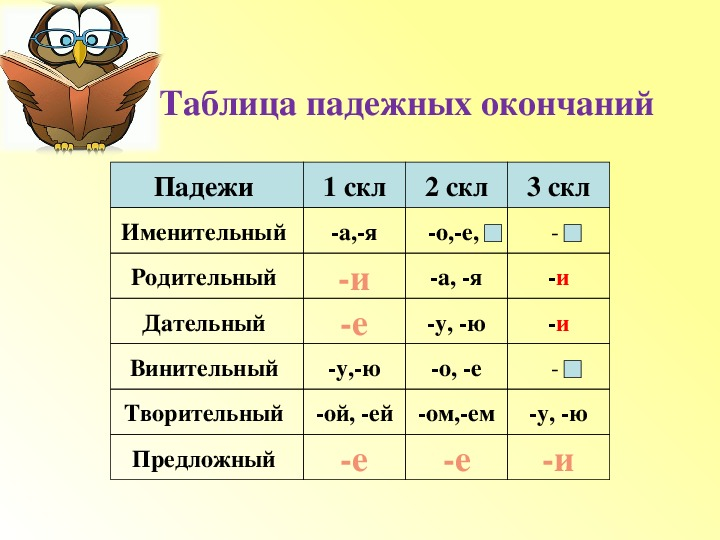 Таблица падежных окончаний
Падежи 1 скл 2 скл 3 скл
Именительный -а,-я -о,-е, -
Родительный -и -а, -я -и
Дательный -е -у, -ю -и
Винительный -у,-ю -о, -е -
Творительный -ой, -ей -ом,-ем -у, -ю
Предложный -е -е -и